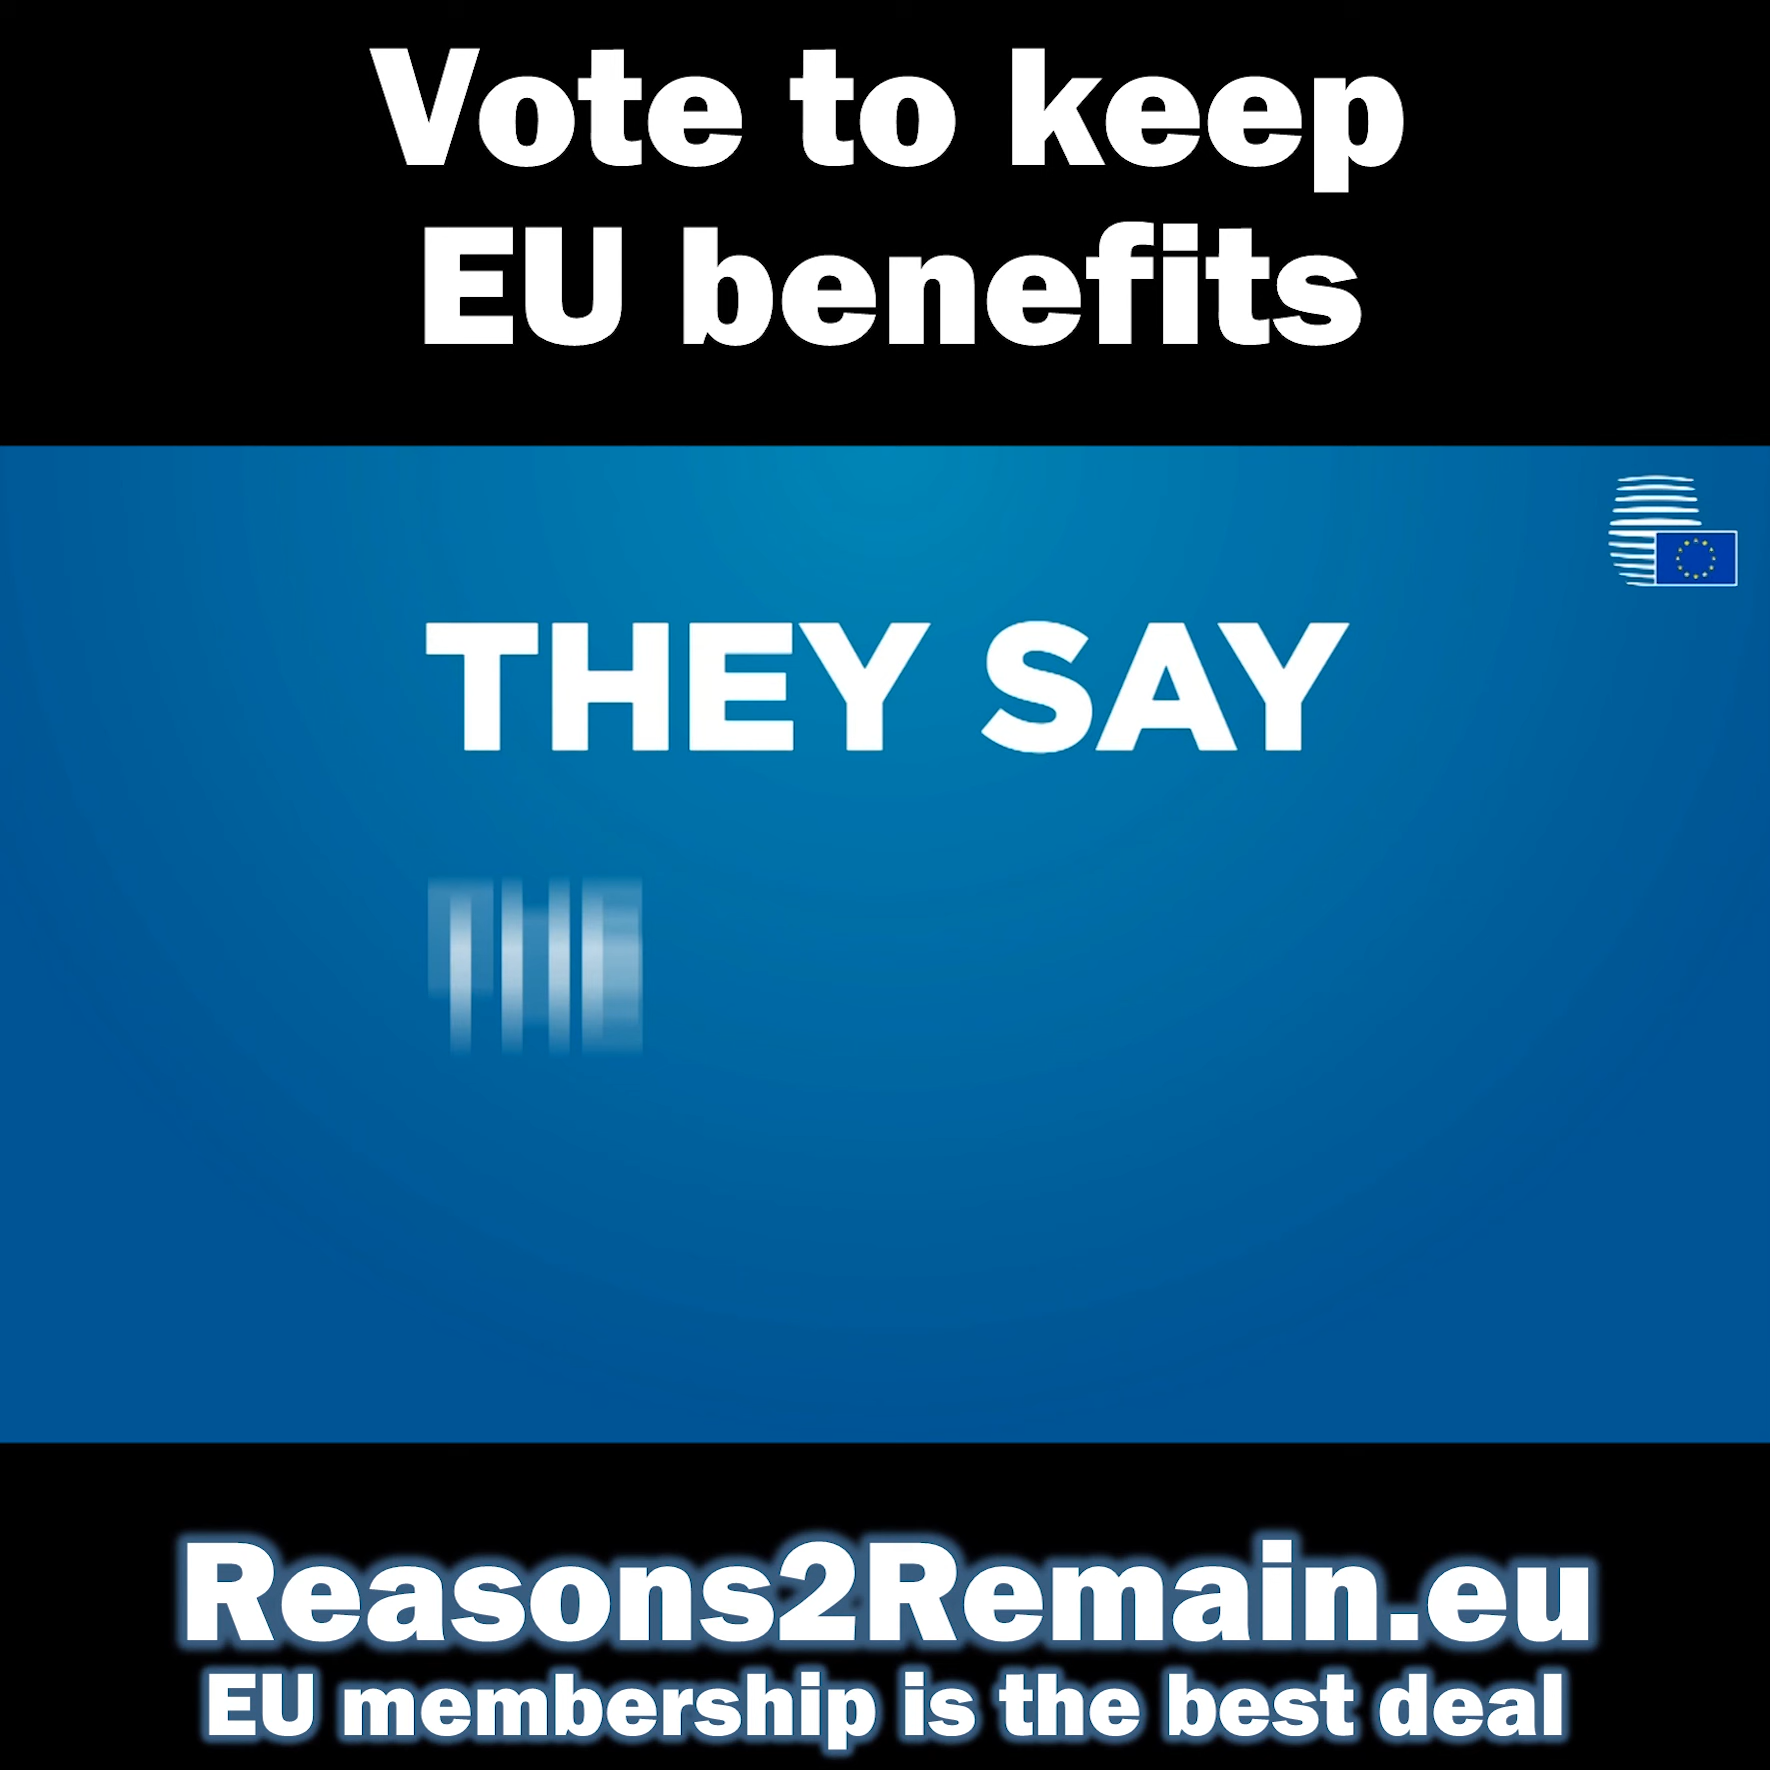 Vote to keep
EU benefits
THEY SAY
Reasons2Remain.eu
EU membership is the best deal